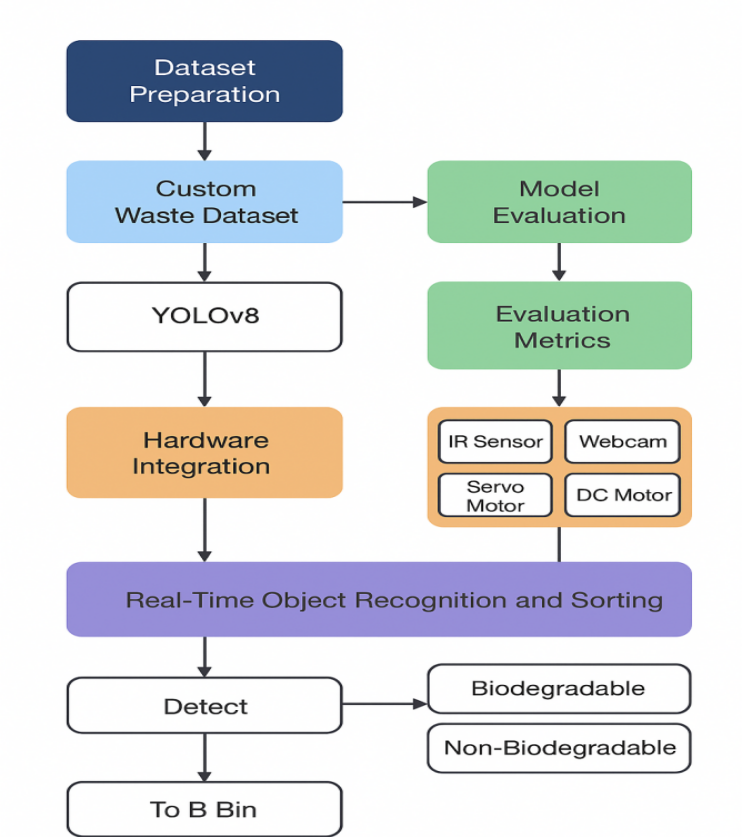 Dataset
Preparation
Custom
Waste Dataset
Model
Evaluation
YOLOv8
Evaluation
Metrics
Hardware
Integration
IR Sensor
Webcam
Servo
Motor
DC Motor
Real-Time Object Recognition and Sorting
Detect
Biodegradable
Non-Biodegradable
To B Bin